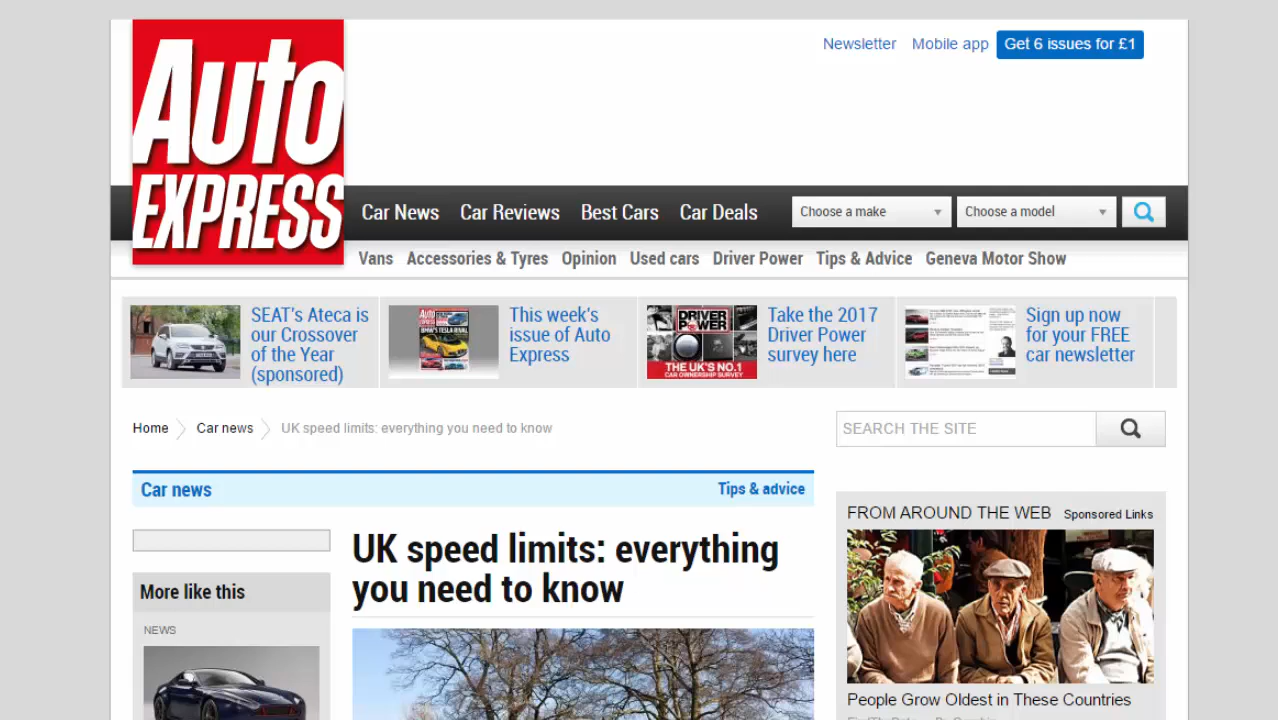 Newsletter Mobile app Get 6 issues for £1
Auto
EXPRESS
Car News Car Reviews Best Cars Car Deals Choose a make Choose a model
Vans Accessories & Tyres Opinion Used cars Driver Power Tips & Advice Geneva Motor Show
SEAT's Ateca is
our Crossover
of the Year
(sponsored)
This week's
issue of Auto
Express
DRIVER
POWER
THE UK'S NO.1
CAR OWNERSHIP SURVEY
Take the 2017
Driver Power
survey here
Sign up now
for your FREE
car newsletter
Home Car news UK speed limits: everything you need to know
SEARCH THE SITE
Car news Tips & advice
FROM AROUND THE WEB Sponsored Links
UK speed limits: everything
you need to know
More like this
NEWS
People Grow Oldest in These Countries